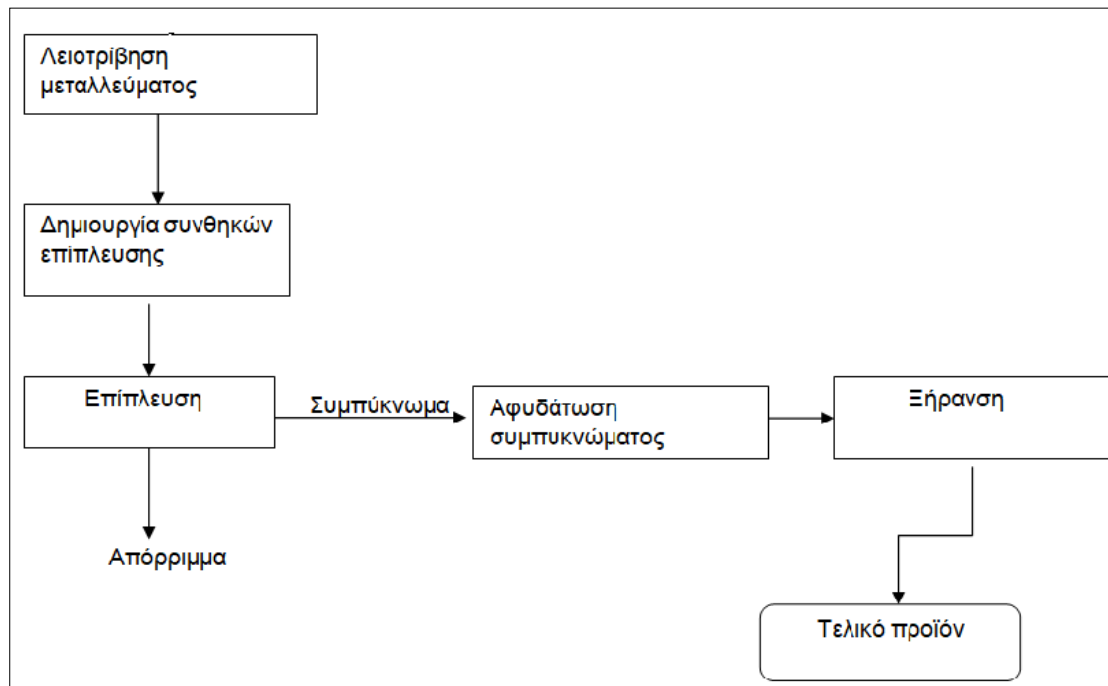 Λειοτρίβηση
μεταλλεύματος
Δημιουργία συνθηκών
επίπλευσης
Επίπλευση
Συμπύκνωμα
Αφυδάτωση
συμπυκνώματος
Ξήρανση
Απόρριμμα
Τελικό προϊόν